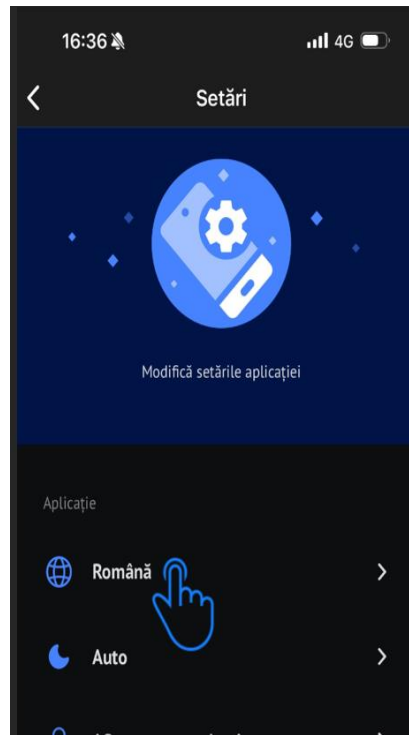 16:36
4G
Setări
Modifică setările aplicației
Aplicație
Română
Auto